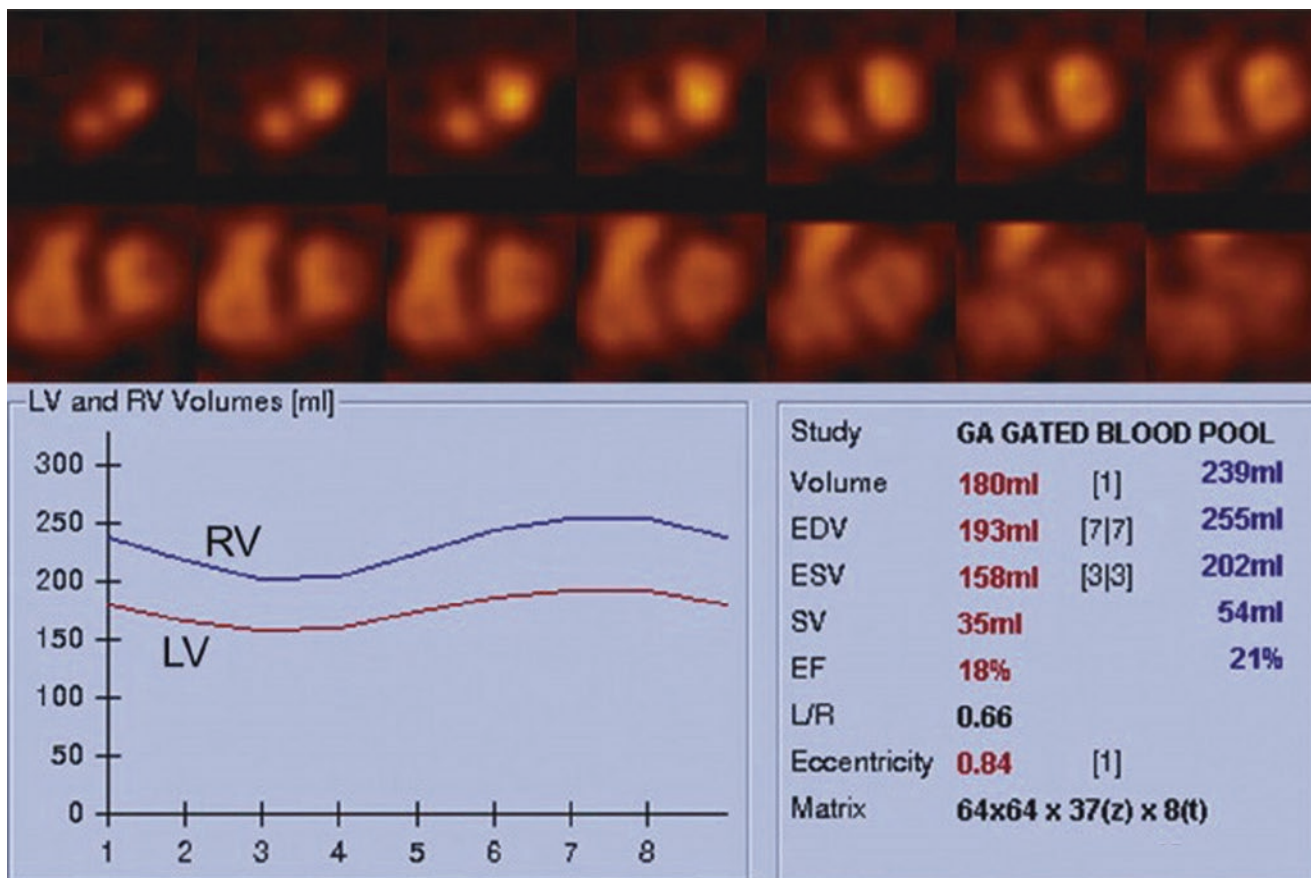 LV and RV Volumes [ml]
300
250
200
150
100
50
0
RV
LV
1 2 3 4 5 6 7 8
Study GA GATED BLOOD POOL
Volume 180ml [1] 239ml
EDV 193ml [7|7] 255ml
ESV 158ml [3|3] 202ml
SV 35ml 54ml
EF 18% 21%
L/R 0.66
Eccentricity 0.84 [1]
Matrix 64x64 x 37(z) x 8(t)